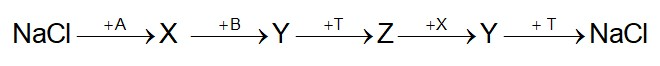 NaCl +A X +B Y +T Z +X Y + T NaCl